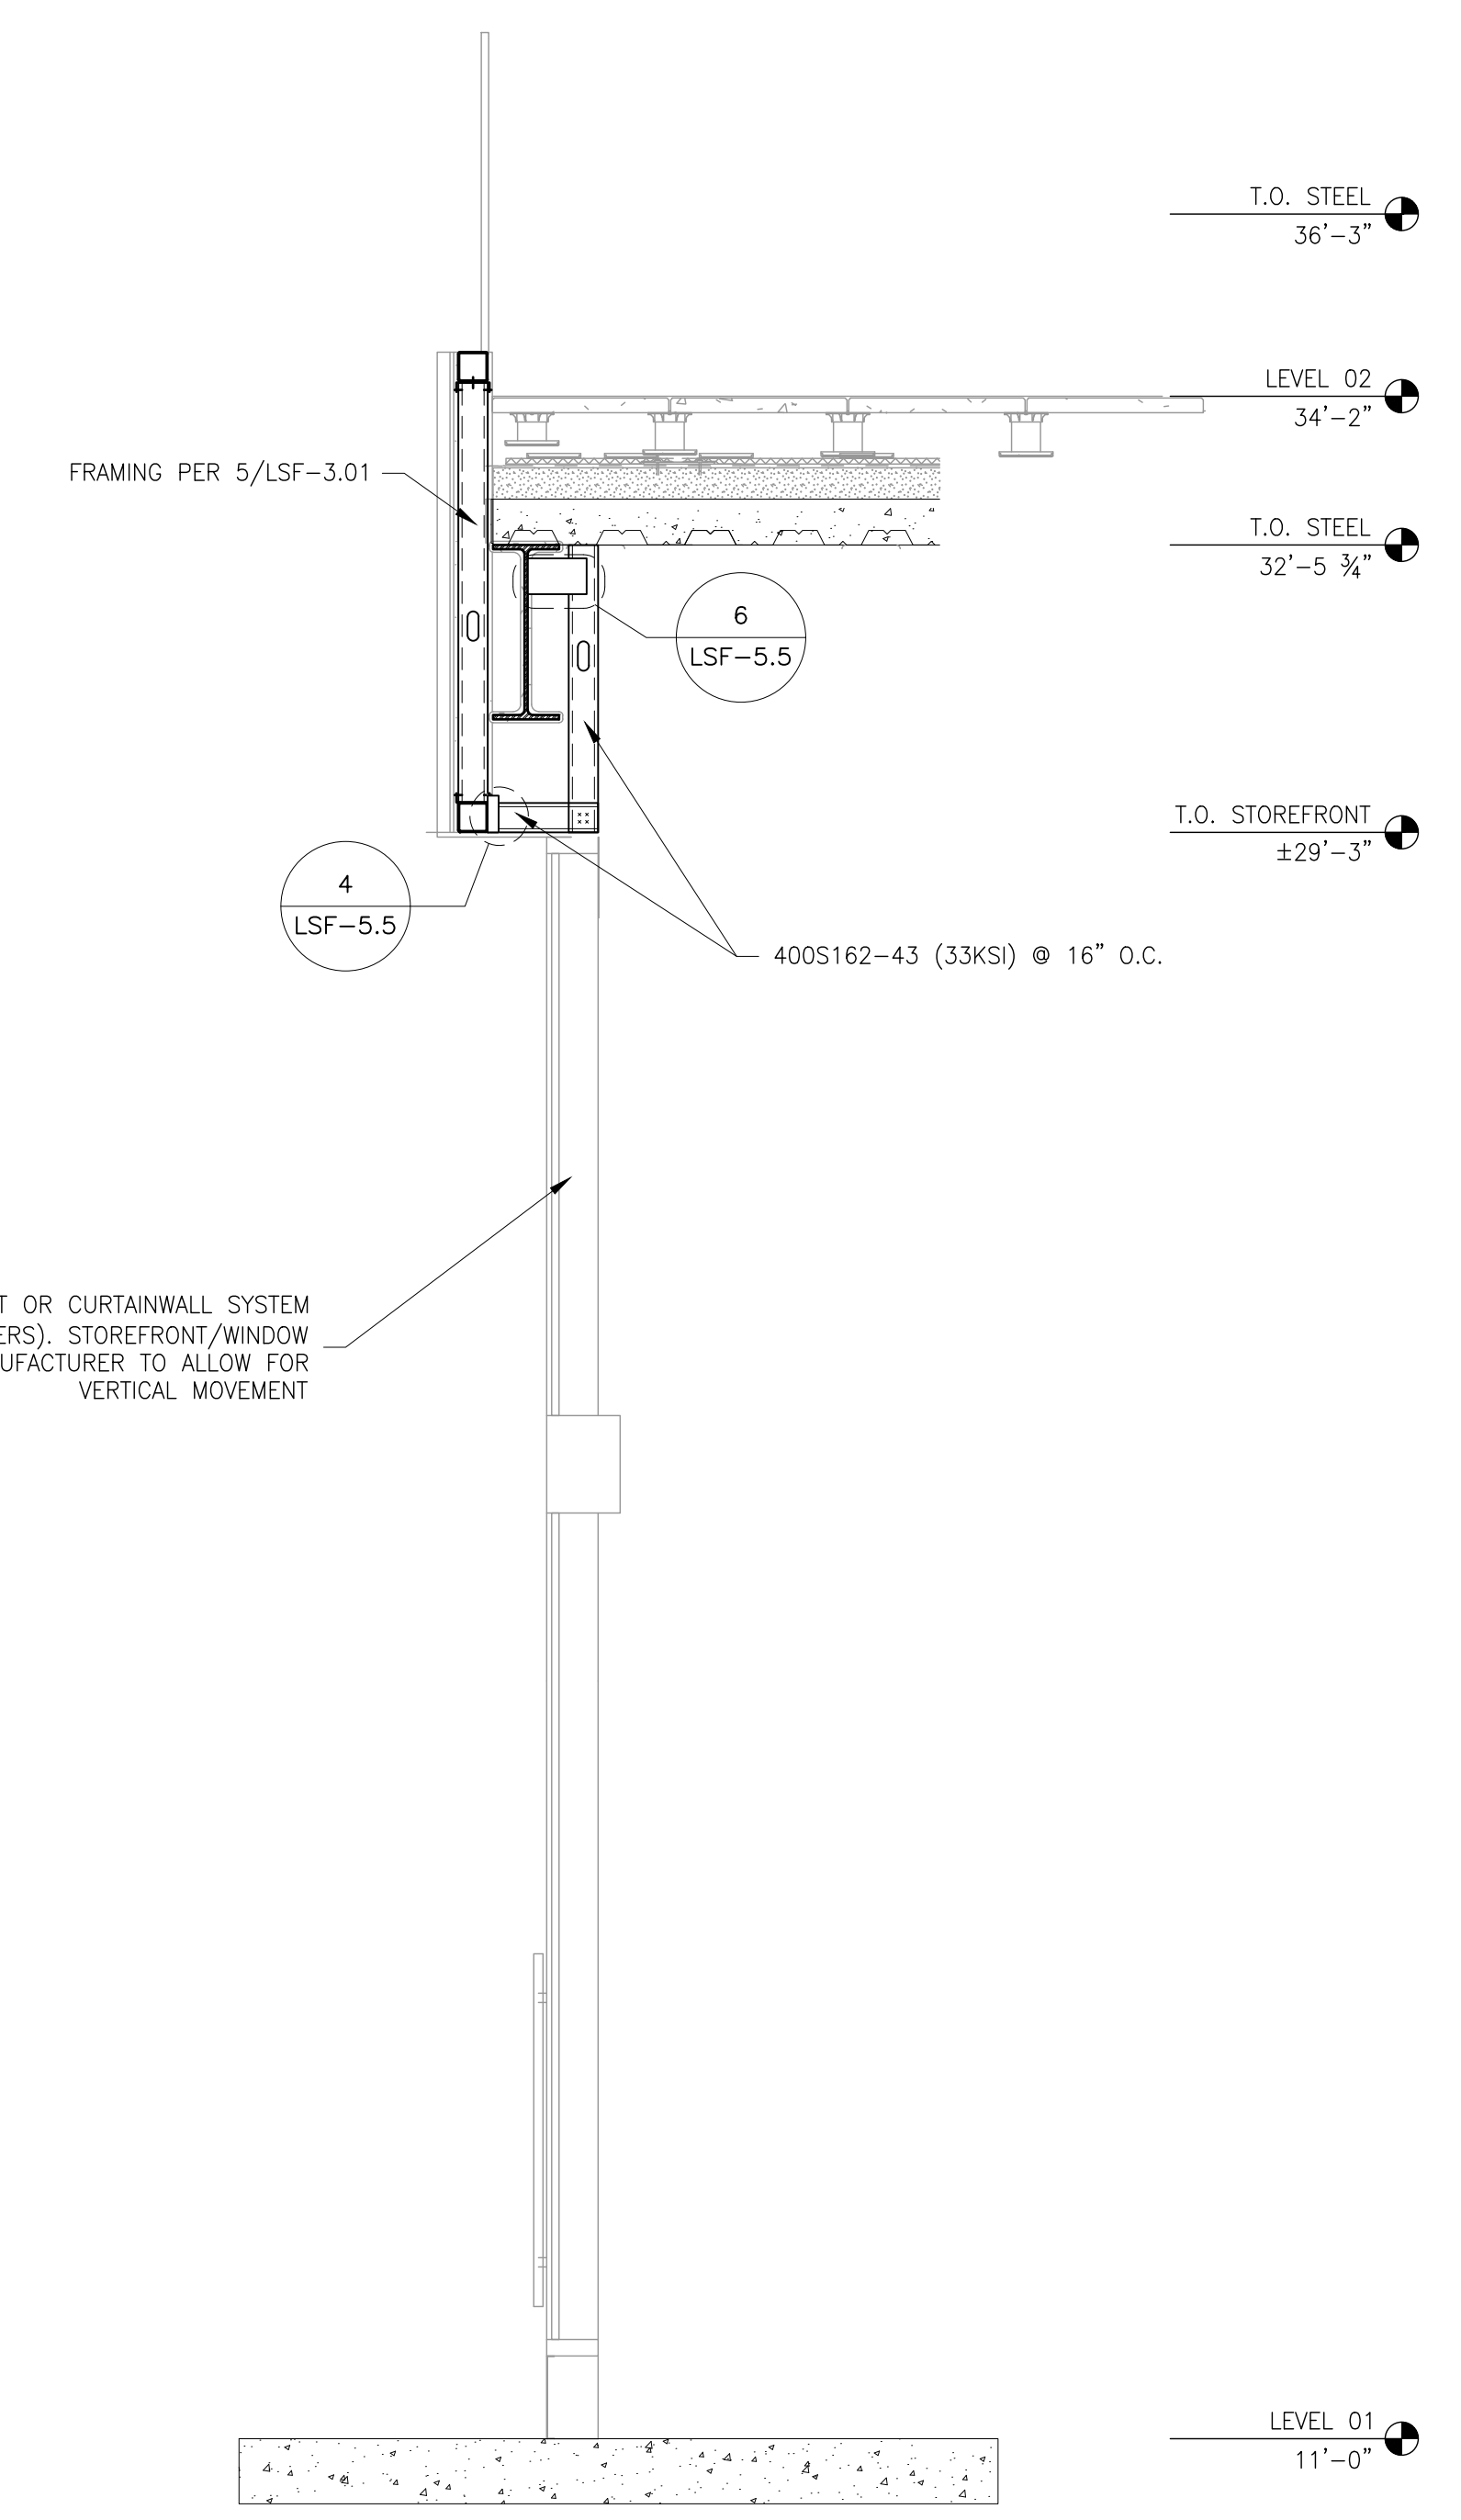 T.O. STEEL
36'-3"
LEVEL 02
34'-2"
FRAMING PER 5/LSF-3.01
T.O. STEEL
32'-5 ¾"
6
LSF-5.5
T.O. STOREFRONT
±29'-3"
4
LSF-5.5
400S162-43 (33KSI) @ 16" O.C.
OR CURTAINWALL SYSTEM
STOREFRONT/WINDOW
TO ALLOW FOR
VERTICAL MOVEMENT
LEVEL 01
11'-0"